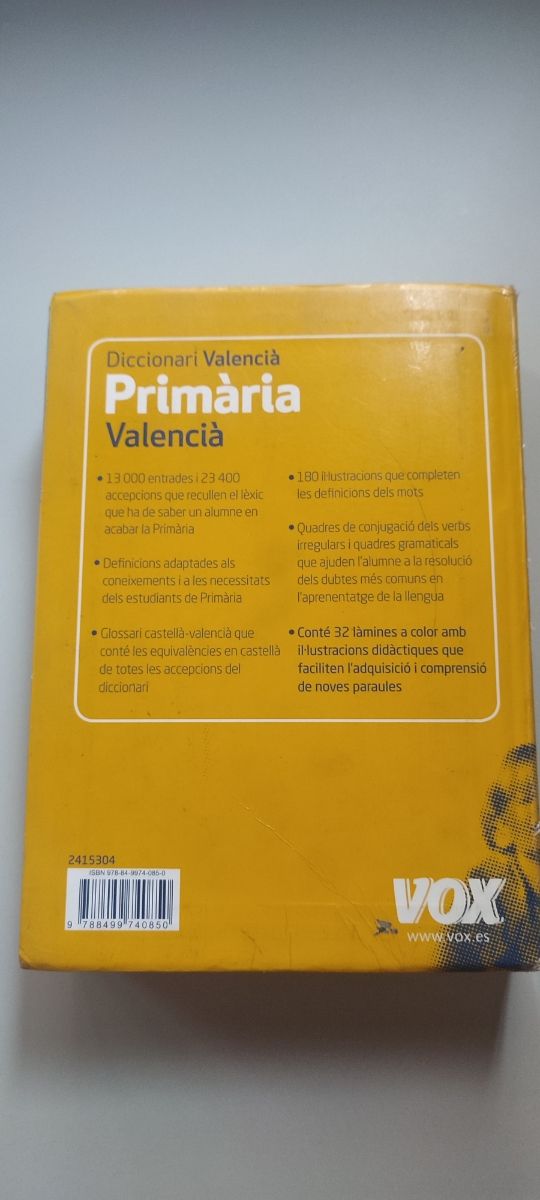 Diccionari Valencià
Primària
Valencià
• 13 000 entrades i 23 400
accepcions que recullen el lèxic
que ha de saber un alumne en
acabar la Primària
• Definicions adaptades als
coneixements i a les necessitats
dels estudiants de Primària
• Glossari castellà-valencià que
conté les equivalències en castellà
de totes les accepcions del
diccionari
• 180 il·lustracions que completen
les definicions dels mots
• Quadres de conjugació dels verbs
irregulars i quadres gramaticals
que ajuden l'alumne a la resolució
dels dubtes més comuns en
l'aprenentatge de la llengua
• Conté 32 làmines a color amb
il·lustracions didàctiques que
faciliten l'adquisició i comprensió
de noves paraules
2415304
ISBN 978-84-9974-085-0
9 788499 740850
VOX
www.vox.es